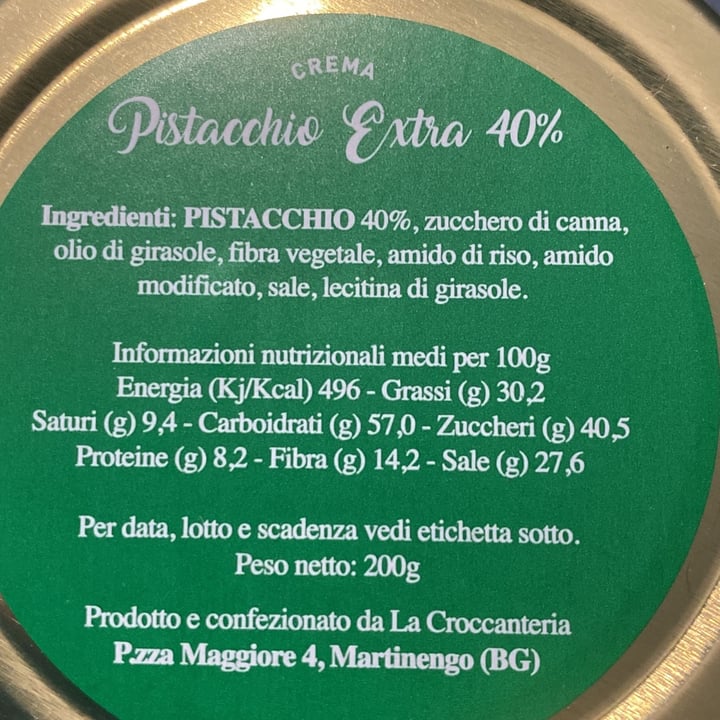 CREMA
Pistacchio Extra 40%
Ingredienti: PISTACCHIO 40%, zucchero di canna,
olio di girasole, fibra vegetale, amido di riso, amido
modificato, sale, lecitina di girasole.
Informazioni nutrizionali medi per 100g
Energia (Kj/Kcal) 496 - Grassi (g) 30,2
Saturi (g) 9,4 - Carboidrati (g) 57,0 - Zuccheri (g) 40,5
Proteine (g) 8,2 - Fibra (g) 14,2 - Sale (g) 27,6
Per data, lotto e scadenza vedi etichetta sotto.
Peso netto: 200g
Prodotto e confezionato da La Croccanteria
P.zza Maggiore 4, Martinengo (BG)